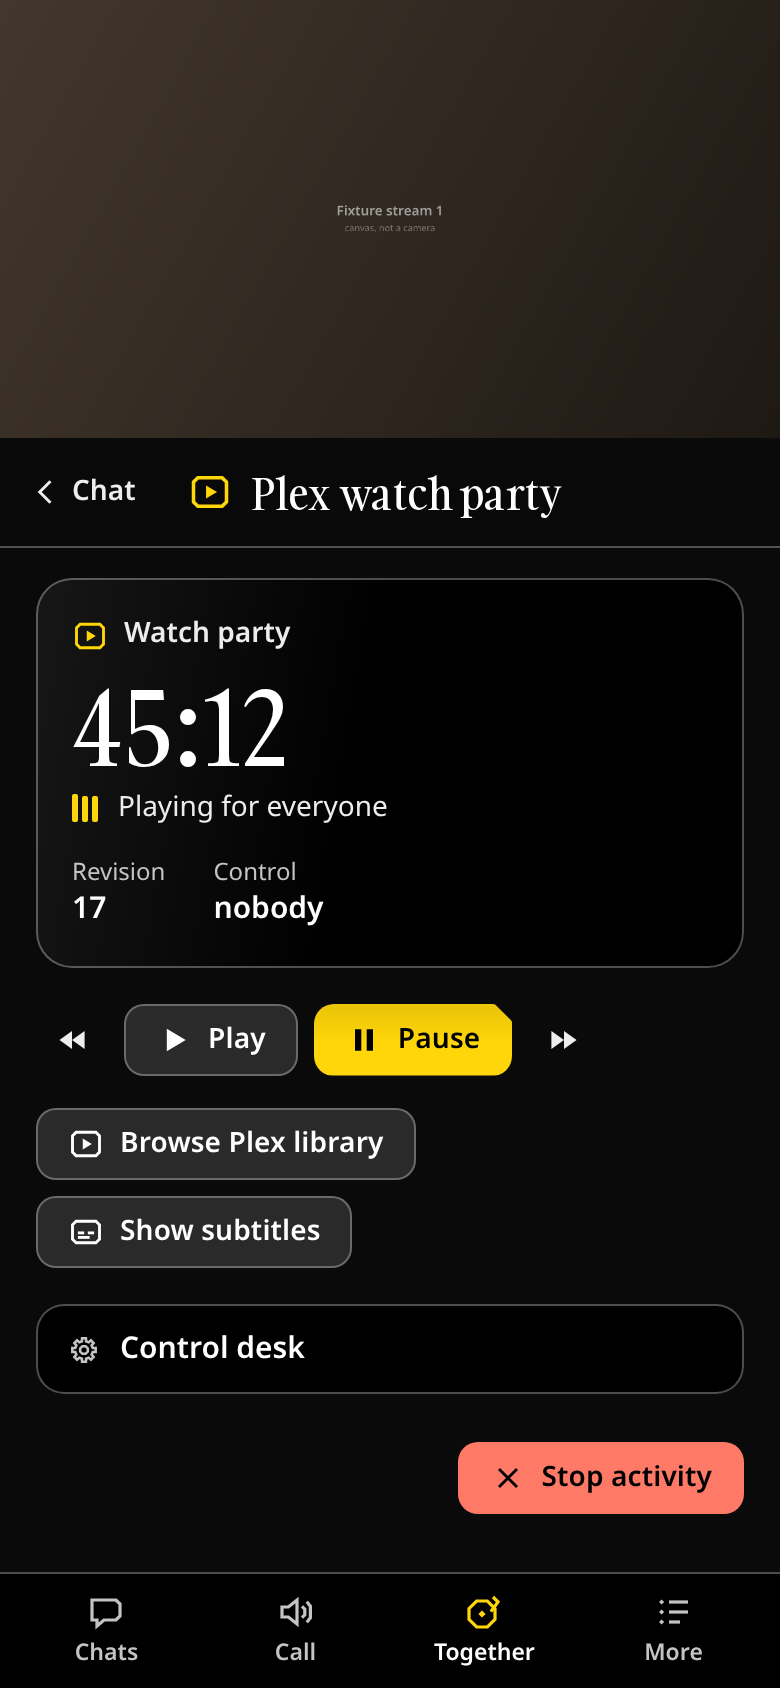 Fixture stream 1
canvas, not a camera
Chat
Plex watch party
Watch party
45:12
Playing for everyone
Revision Control
17 nobody
Play Pause
Browse Plex library
Show subtitles
Control desk
Stop activity
Chats Call Together More